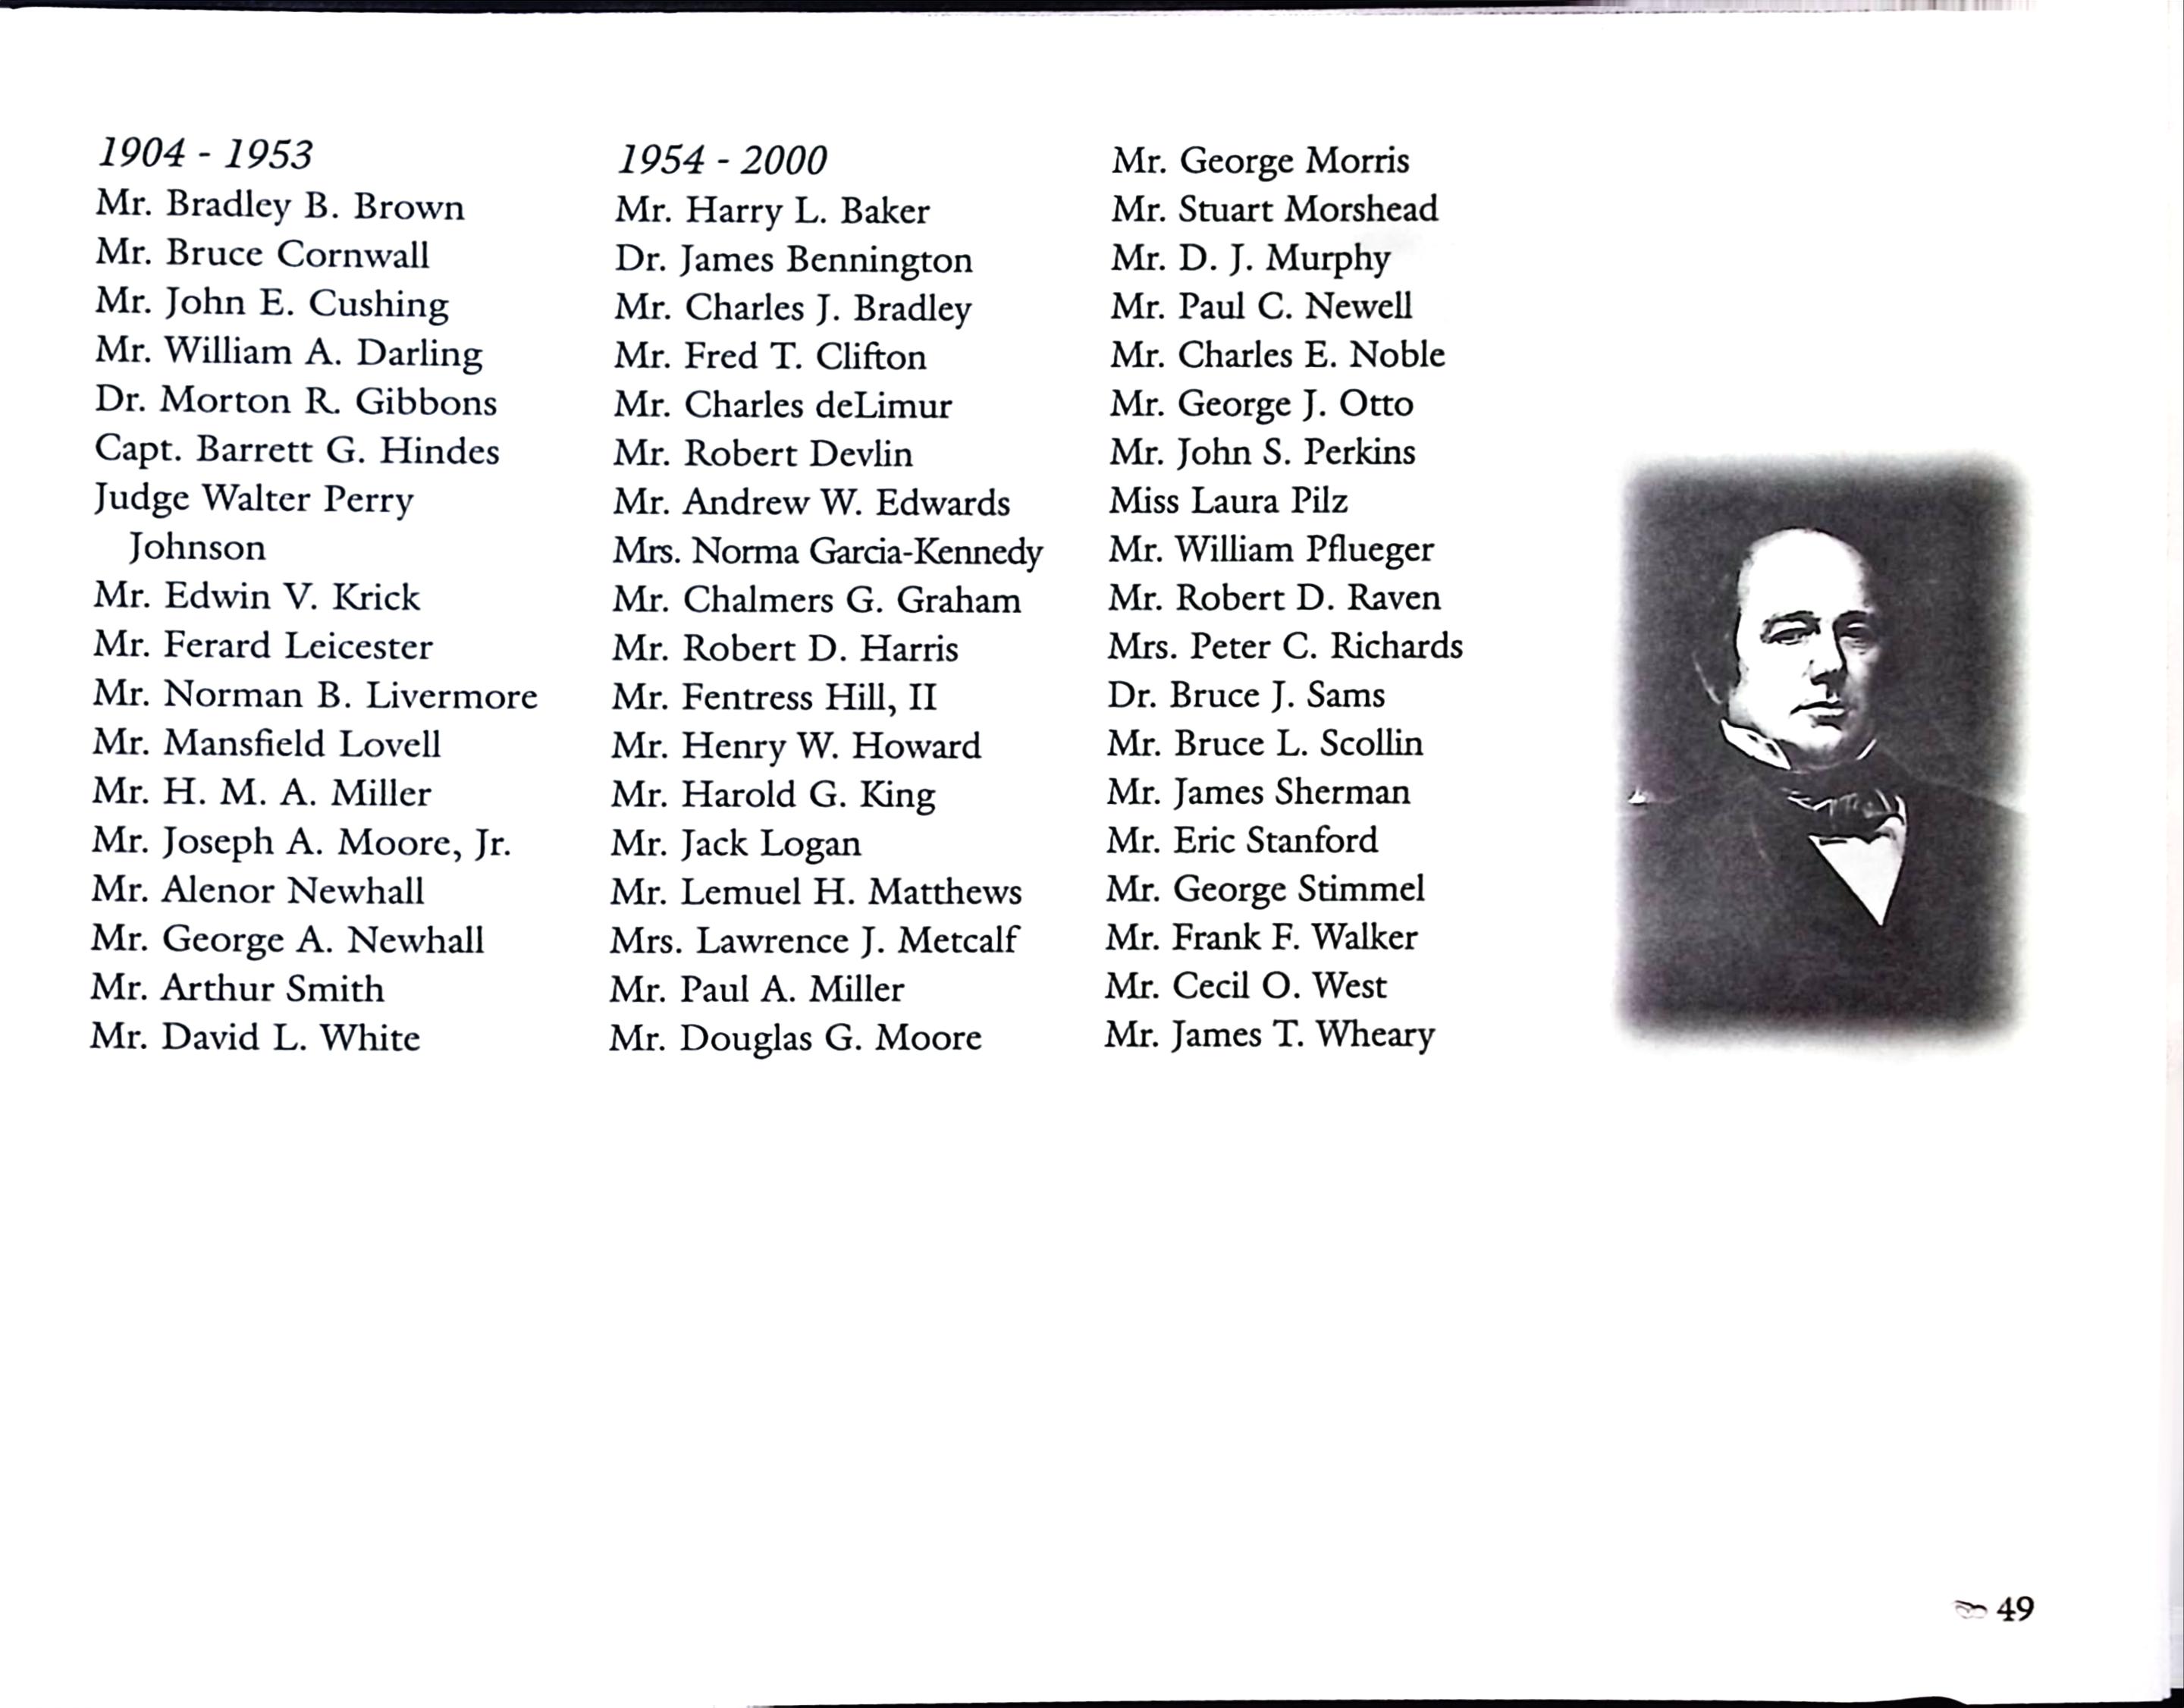 1904 - 1953
Mr. Bradley B. Brown
Mr. Bruce Cornwall
Mr. John E. Cushing
Mr. William A. Darling
Dr. Morton R. Gibbons
Capt. Barrett G. Hindes
Judge Walter Perry
Johnson
Mr. Edwin V. Krick
Mr. Ferard Leicester
Mr. Norman B. Livermore
Mr. Mansfield Lovell
Mr. H. M. A. Miller
Mr. Joseph A. Moore, Jr.
Mr. Alenor Newhall
Mr. George A. Newhall
Mr. Arthur Smith
Mr. David L. White
1954 - 2000
Mr. Harry L. Baker
Dr. James Bennington
Mr. Charles J. Bradley
Mr. Fred T. Clifton
Mr. Charles deLimur
Mr. Robert Devlin
Mr. Andrew W. Edwards
Mrs. Norma Garcia-Kennedy
Mr. Chalmers G. Graham
Mr. Robert D. Harris
Mr. Fentress Hill, II
Mr. Henry W. Howard
Mr. Harold G. King
Mr. Jack Logan
Mr. Lemuel H. Matthews
Mrs. Lawrence J. Metcalf
Mr. Paul A. Miller
Mr. Douglas G. Moore
Mr. George Morris
Mr. Stuart Morshead
Mr. D. J. Murphy
Mr. Paul C. Newell
Mr. Charles E. Noble
Mr. George J. Otto
Mr. John S. Perkins
Miss Laura Pilz
Mr. William Pflueger
Mr. Robert D. Raven
Mrs. Peter C. Richards
Dr. Bruce J. Sams
Mr. Bruce L. Scollin
Mr. James Sherman
Mr. Eric Stanford
Mr. George Stimmel
Mr. Frank F. Walker
Mr. Cecil O. West
Mr. James T. Wheary
49